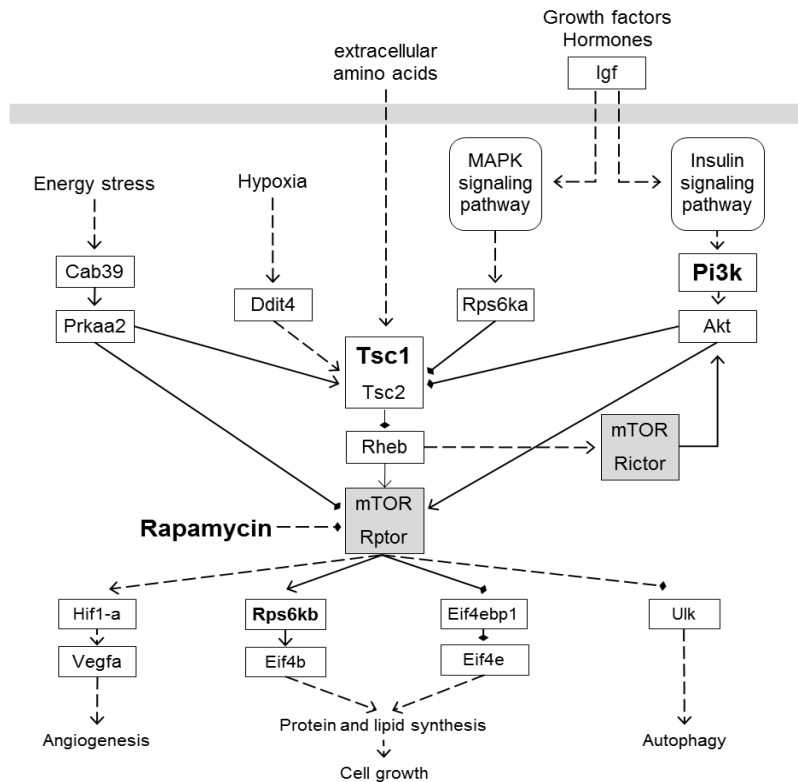 Growth factors
Hormones
extracellular
amino acids
Igf
MAPK
signaling
pathway
Insulin
signaling
pathway
Energy stress
Hypoxia
Cab39
Pi3k
Ddit4
Rps6ka
Prkaa2
Akt
Tsc1
Tsc2
Rheb
mTOR
Rictor
mTOR
Rptor
Rapamycin
Hif1-a
Rps6kb
Eif4ebp1
Ulk
Vegfa
Eif4b
Eif4e
Protein and lipid synthesis
Angiogenesis
Autophagy
Cell growth